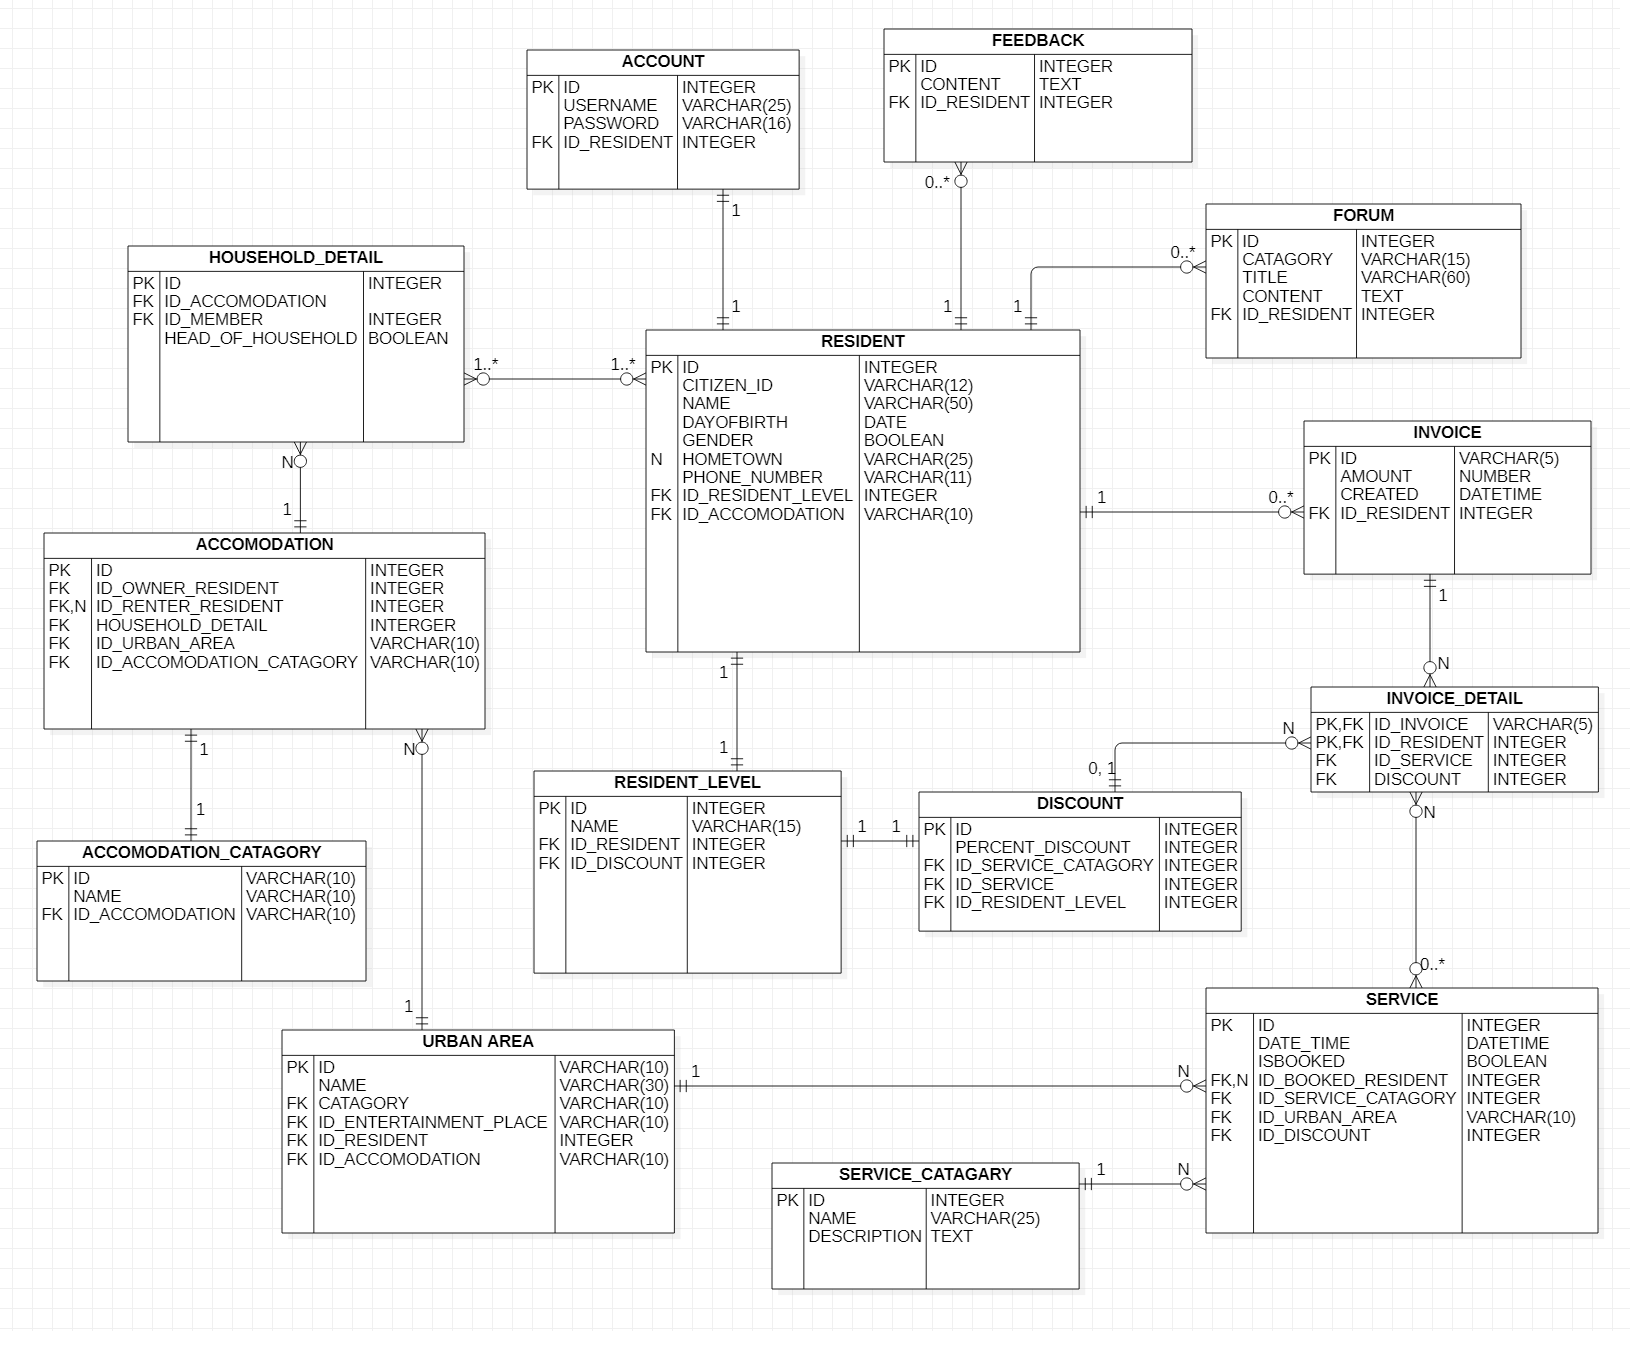 ACCOUNT
PK ID INTEGER
USERNAME VARCHAR(25)
PASSWORD VARCHAR(16)
FK ID_RESIDENT INTEGER
1
1
FEEDBACK
PK ID INTEGER
CONTENT TEXT
FK ID_RESIDENT INTEGER
0..*
1
FORUM
PK ID INTEGER
CATAGORY VARCHAR(15)
TITLE VARCHAR(60)
CONTENT TEXT
FK ID_RESIDENT INTEGER
0..*
1
HOUSEHOLD_DETAIL
PK ID INTEGER
FK ID_ACCOMODATION
FK ID_MEMBER INTEGER
HEAD_OF_HOUSEHOLD BOOLEAN
1..*
1..*
N
1
RESIDENT
PK ID INTEGER
CITIZEN_ID VARCHAR(12)
NAME VARCHAR(50)
DAYOFBIRTH DATE
GENDER BOOLEAN
N HOMETOWN VARCHAR(25)
PHONE_NUMBER VARCHAR(11)
FK ID_RESIDENT_LEVEL INTEGER
FK ID_ACCOMODATION VARCHAR(10)
1
0..*
INVOICE
PK ID VARCHAR(5)
AMOUNT NUMBER
CREATED DATETIME
FK ID_RESIDENT INTEGER
1
N
ACCOMODATION
PK ID INTEGER
FK ID_OWNER_RESIDENT INTEGER
FK,N ID_RENTER_RESIDENT INTEGER
FK HOUSEHOLD_DETAIL INTERGER
FK ID_URBAN_AREA VARCHAR(10)
FK ID_ACCOMODATION_CATAGORY VARCHAR(10)
1
1
N
1
1
1
INVOICE_DETAIL
PK,FK ID_INVOICE VARCHAR(5)
PK,FK ID_RESIDENT INTEGER
FK ID_SERVICE INTEGER
FK DISCOUNT INTEGER
N
0, 1
N
0..*
RESIDENT_LEVEL
PK ID INTEGER
NAME VARCHAR(15)
FK ID_RESIDENT INTEGER
FK ID_DISCOUNT INTEGER
1
1
DISCOUNT
PK ID INTEGER
PERCENT_DISCOUNT INTEGER
FK ID_SERVICE_CATAGORY INTEGER
FK ID_SERVICE INTEGER
FK ID_RESIDENT_LEVEL INTEGER
ACCOMODATION_CATAGORY
PK ID VARCHAR(10)
NAME VARCHAR(10)
FK ID_ACCOMODATION VARCHAR(10)
URBAN AREA
PK ID VARCHAR(10)
NAME VARCHAR(30)
FK CATAGORY VARCHAR(10)
FK ID_ENTERTAINMENT_PLACE VARCHAR(10)
FK ID_RESIDENT INTEGER
FK ID_ACCOMODATION VARCHAR(10)
1
N
SERVICE
PK ID INTEGER
DATE_TIME DATETIME
ISBOOKED BOOLEAN
FK,N ID_BOOKED_RESIDENT INTEGER
FK ID_SERVICE_CATAGORY INTEGER
FK ID_URBAN_AREA VARCHAR(10)
FK ID_DISCOUNT INTEGER
1
N
SERVICE_CATAGARY
PK ID INTEGER
NAME VARCHAR(25)
DESCRIPTION TEXT